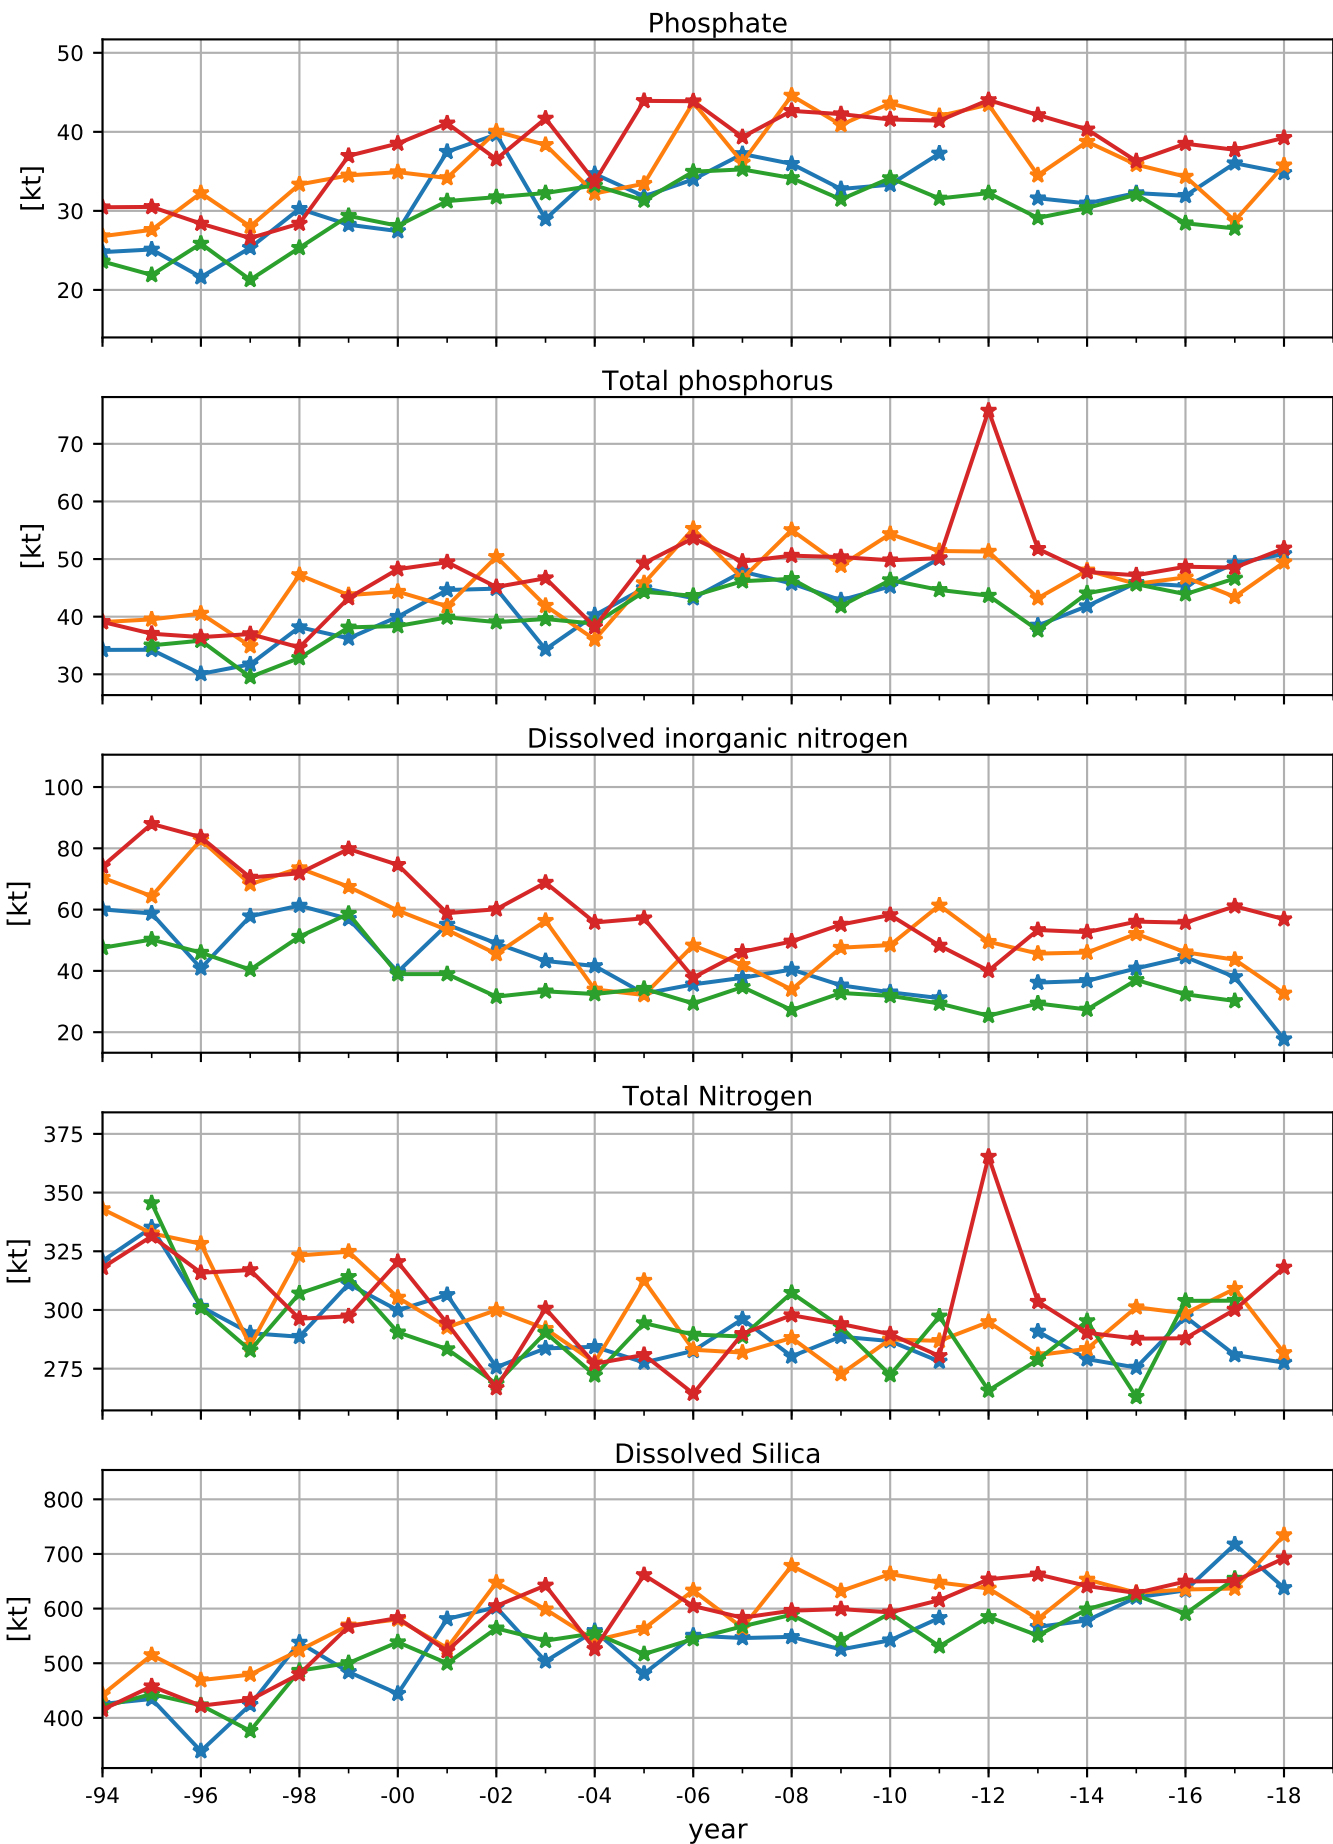 Phosphate
50
40
30
20
[kt]
Total phosphorus
70
60
50
40
30
[kt]
Dissolved inorganic nitrogen
100
80
60
40
20
[kt]
Total Nitrogen
375
350
325
300
275
[kt]
Dissolved Silica
800
700
600
500
400
[kt]
-94 -96 -98 -00 -02 -04 -06 -08 -10 -12 -14 -16 -18
year